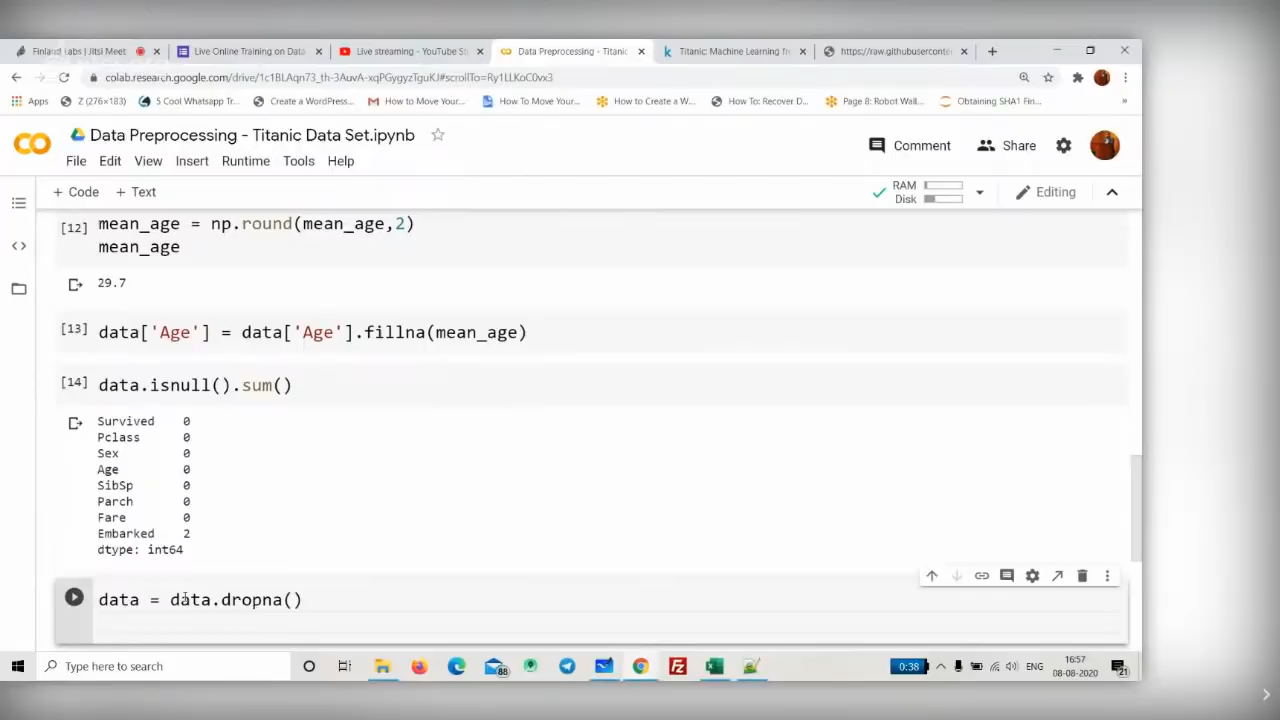 Finland Labs | Jitsi Meet
Live Online Training on Data
Live streaming - YouTube St
Data Preprocessing - Titanic
Titanic: Machine Learning from
https://raw.githubuserconte
colab.research.google.com/drive/1c1BLAqn73_th-3AuvA-xqPGygyzTguKJ#scrollTo=Ry1LLKoC0vx3
Apps
Z (276×183)
5 Cool Whatsapp Tr...
Create a WordPress...
How to Move Your...
How To Move Your...
How to Create a W...
How To: Recover D...
Page 8: Robot Wall...
Obtaining SHA1 Fin...
»
CO
Data Preprocessing - Titanic Data Set.ipynb
Comment
Share
File Edit View Insert Runtime Tools Help
+ Code + Text
RAM
Disk
Editing
[12] mean_age = np.round(mean_age,2)
mean_age
29.7
[13] data['Age'] = data['Age'].fillna(mean_age)
[14] data.isnull().sum()
Survived 0
Pclass 0
Sex 0
Age 0
SibSp 0
Parch 0
Fare 0
Embarked 2
dtype: int64
data = data.dropna()
Type here to search
88
0:38
ENG
16:57
08-08-2020
21